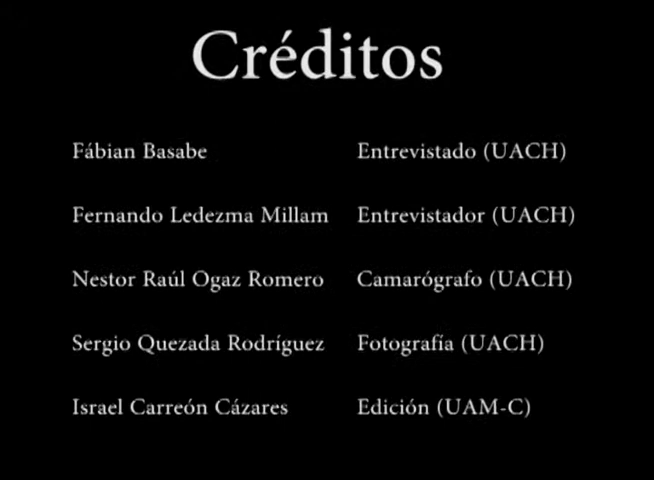 Créditos
Fábian Basabe Entrevistado (UACH)
Fernando Ledezma Millam Entrevistador (UACH)
Nestor Raúl Ogaz Romero Camarógrafo (UACH)
Sergio Quezada Rodríguez Fotografía (UACH)
Israel Carreón Cázares Edición (UAM-C)